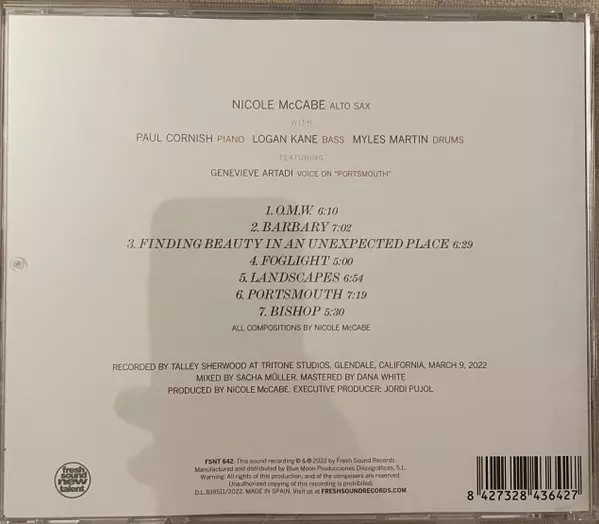 NICOLE McCABE ALTO SAX
WITH
PAUL CORNISH PIANO LOGAN KANE BASS MYLES MARTIN DRUMS
FEATURING
GENEVIEVE ARTADI VOICE ON "PORTSMOUTH"
1. O.M.W. 6:10
2. BARBARY 7:02
3. FINDING BEAUTY IN AN UNEXPECTED PLACE 6:29
4. FOGLIGHT 5:00
5. LANDSCAPES 6:54
6. PORTSMOUTH 7:19
7. BISHOP 5:30
ALL COMPOSITIONS BY NICOLE McCABE
RECORDED BY TALLEY SHERWOOD AT TRITONE STUDIOS, GLENDALE, CALIFORNIA, MARCH 9, 2022
MIXED BY SACHA MÜLLER. MASTERED BY DANA WHITE
PRODUCED BY NICOLE McCABE. EXECUTIVE PRODUCER: JORDI PUJOL
fresh
sound
new
talent
FSNT 642. This sound recording © & ℗ 2022 by Fresh Sound Records.
Manufactured and distributed by Blue Moon Producciones Discográficas, S.L.
Warning: All rights of this production, and of the composers are reserved.
Unauthorized copying of this recording is prohibited.
MADE IN SPAIN. Visit us at FRESHSOUNDRECORDS.COM
8 427328 436427